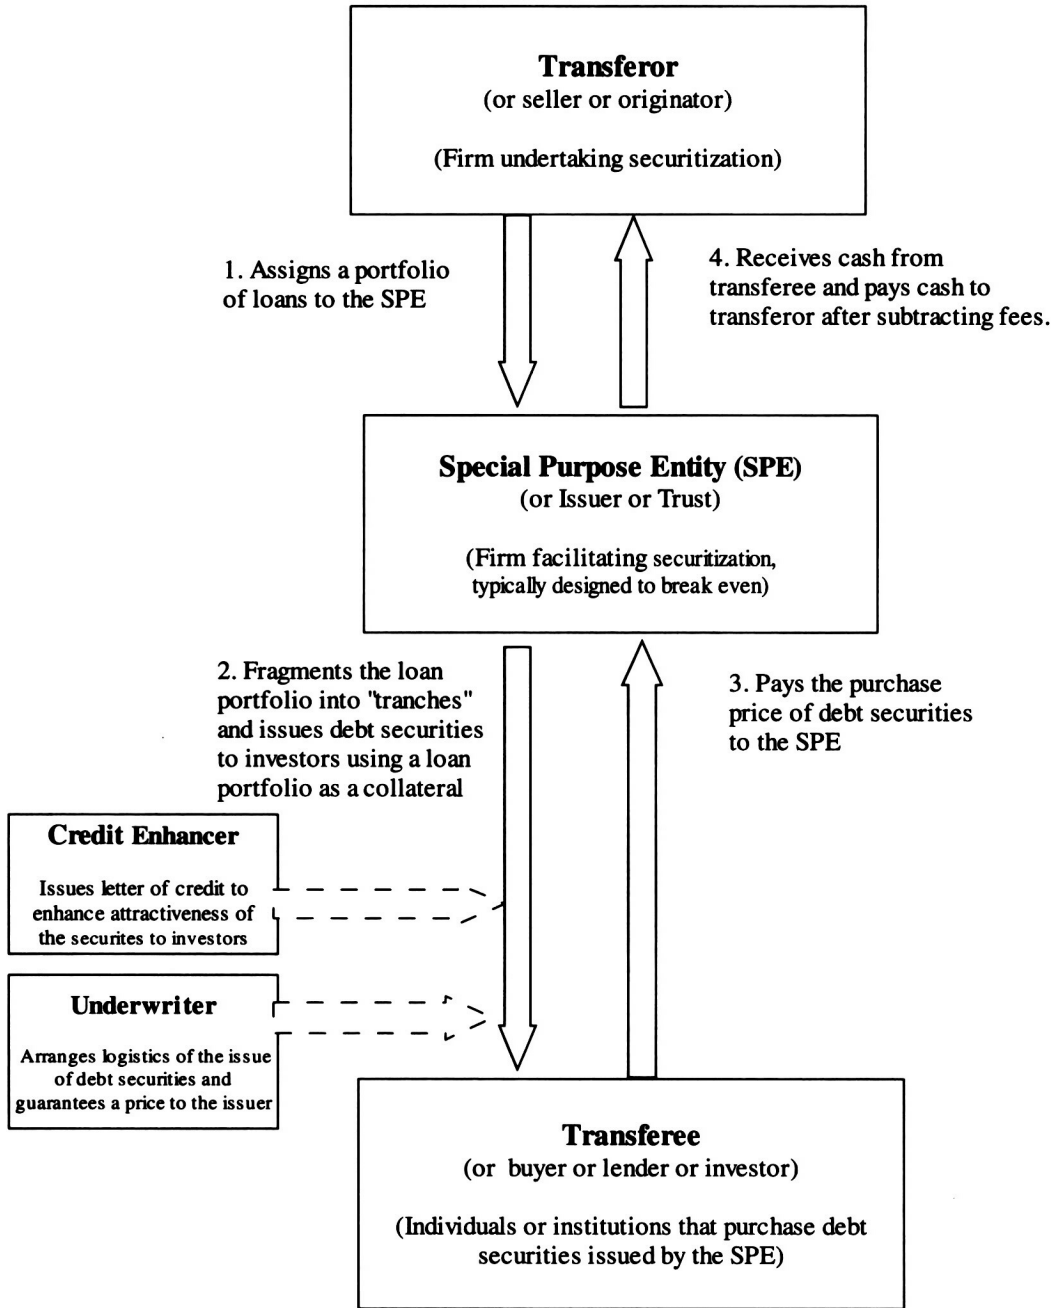 Transferor
(or seller or originator)
(Firm undertaking securitization)
1. Assigns a portfolio
of loans to the SPE
4. Receives cash from
transferee and pays cash to
transferor after subtracting fees.
Special Purpose Entity (SPE)
(or Issuer or Trust)
(Firm facilitating securitization,
typically designed to break even)
2. Fragments the loan
portfolio into "tranches"
and issues debt securities
to investors using a loan
portfolio as a collateral
3. Pays the purchase
price of debt securities
to the SPE
Credit Enhancer
Issues letter of credit to
enhance attractiveness of
the securites to investors
Underwriter
Arranges logistics of the issue
of debt securities and
guarantees a price to the issuer
Transferee
(or buyer or lender or investor)
(Individuals or institutions that purchase debt
securities issued by the SPE)